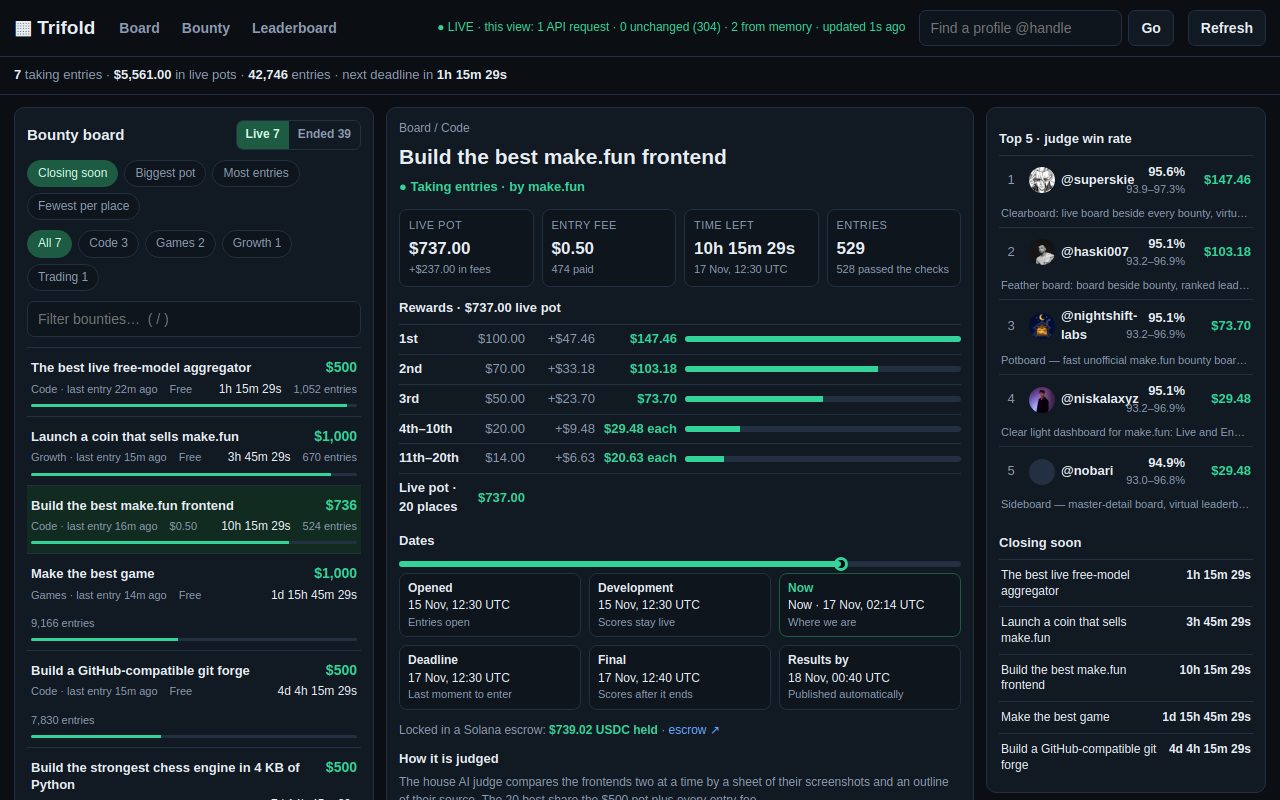 Trifold
Board Bounty Leaderboard
● LIVE · this view: 1 API request · 0 unchanged (304) · 2 from memory · updated 1s ago
Find a profile @handle
Go
Refresh
7 taking entries · $5,561.00 in live pots · 42,746 entries · next deadline in 1h 15m 29s
Bounty board
Live 7 Ended 39
Closing soon Biggest pot Most entries
Fewest per place
All 7 Code 3 Games 2 Growth 1
Trading 1
Filter bounties… ( / )
The best live free-model aggregator $500
Code · last entry 22m ago Free 1h 15m 29s 1,052 entries
Launch a coin that sells make.fun $1,000
Growth · last entry 15m ago Free 3h 45m 29s 670 entries
Build the best make.fun frontend $736
Code · last entry 16m ago $0.50 10h 15m 29s 524 entries
Make the best game $1,000
Games · last entry 14m ago Free 1d 15h 45m 29s
9,166 entries
Build a GitHub-compatible git forge $500
Code · last entry 15m ago Free 4d 4h 15m 29s
7,830 entries
Build the strongest chess engine in 4 KB of $500
Python
Board / Code
Build the best make.fun frontend
● Taking entries · by make.fun
LIVE POT
$737.00
+$237.00 in fees
ENTRY FEE
$0.50
474 paid
TIME LEFT
10h 15m 29s
17 Nov, 12:30 UTC
ENTRIES
529
528 passed the checks
Rewards · $737.00 live pot
1st $100.00 +$47.46 $147.46
2nd $70.00 +$33.18 $103.18
3rd $50.00 +$23.70 $73.70
4th–10th $20.00 +$9.48 $29.48 each
11th–20th $14.00 +$6.63 $20.63 each
Live pot · $737.00
20 places
Dates
Opened
15 Nov, 12:30 UTC
Entries open
Development
15 Nov, 12:30 UTC
Scores stay live
Now
Now · 17 Nov, 02:14 UTC
Where we are
Deadline
17 Nov, 12:30 UTC
Last moment to enter
Final
17 Nov, 12:40 UTC
Scores after it ends
Results by
18 Nov, 00:40 UTC
Published automatically
Locked in a Solana escrow: $739.02 USDC held · escrow ↗
How it is judged
The house AI judge compares the frontends two at a time by a sheet of their screenshots and an outline
of their source. The 20 best share the $500 pot plus every entry fee.
Top 5 · judge win rate
1 @superskie 95.6% $147.46
93.9–97.3%
Clearboard: live board beside every bounty, virtu…
2 @haski007 95.1% $103.18
93.2–96.9%
Feather board: board beside bounty, ranked lead…
3 @nightshift-labs 95.1% $73.70
93.2–96.9%
Potboard — fast unofficial make.fun bounty boar…
4 @niskalaxyz 95.1% $29.48
93.2–96.9%
Clear light dashboard for make.fun: Live and En…
5 @nobari 94.9% $29.48
93.0–96.8%
Sideboard — master-detail board, virtual leaderb…
Closing soon
The best live free-model 1h 15m 29s
aggregator
Launch a coin that sells 3h 45m 29s
make.fun
Build the best make.fun 10h 15m 29s
frontend
Make the best game 1d 15h 45m 29s
Build a GitHub-compatible git 4d 4h 15m 29s
forge